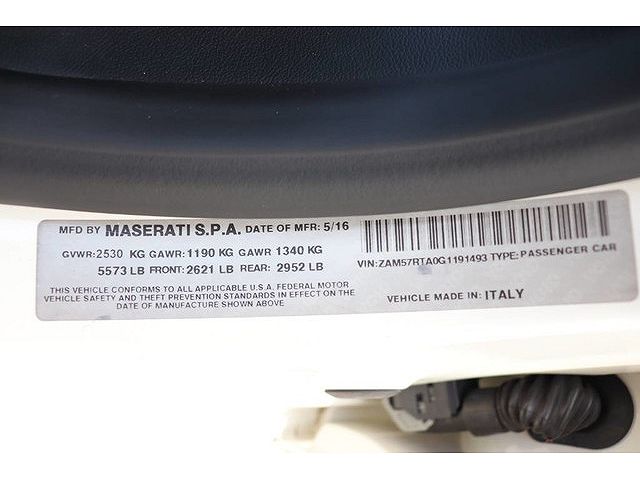 MFD BY MASERATI S.P.A. DATE OF MFR: 5/16
GVWR:2530 KG GAWR:1190 KG GAWR 1340 KG
5573 LB FRONT: 2621 LB REAR: 2952 LB
THIS VEHICLE CONFORMS TO ALL APPLICABLE U.S.A. FEDERAL MOTOR
VEHICLE SAFETY AND THEFT PREVENTION STANDARDS IN EFFECT ON THE
DATE OF MANUFACTURE SHOWN ABOVE
VIN:ZAM57RTA0G1191493 TYPE: PASSENGER CAR
VEHICLE MADE IN: ITALY